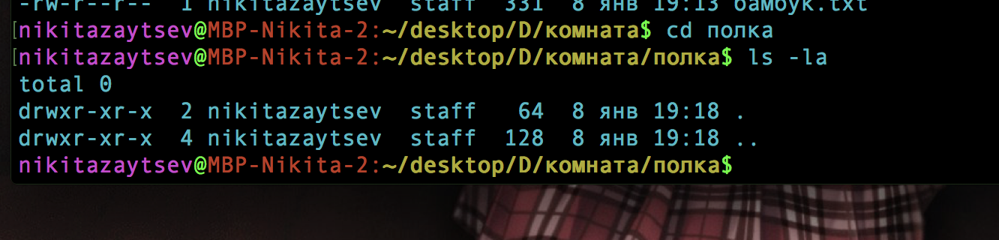 -rw-r--r-- 1 nikitazaytsev staff 331 8 янв 19:13 бамбук.txt
[nikitazaytsev@MBP-Nikita-2:~/desktop/D/комната$ cd полка
[nikitazaytsev@MBP-Nikita-2:~/desktop/D/комната/полка$ ls -la
total 0
drwxr-xr-x 2 nikitazaytsev staff 64 8 янв 19:18 .
drwxr-xr-x 4 nikitazaytsev staff 128 8 янв 19:18 ..
nikitazaytsev@MBP-Nikita-2:~/desktop/D/комната/полка$